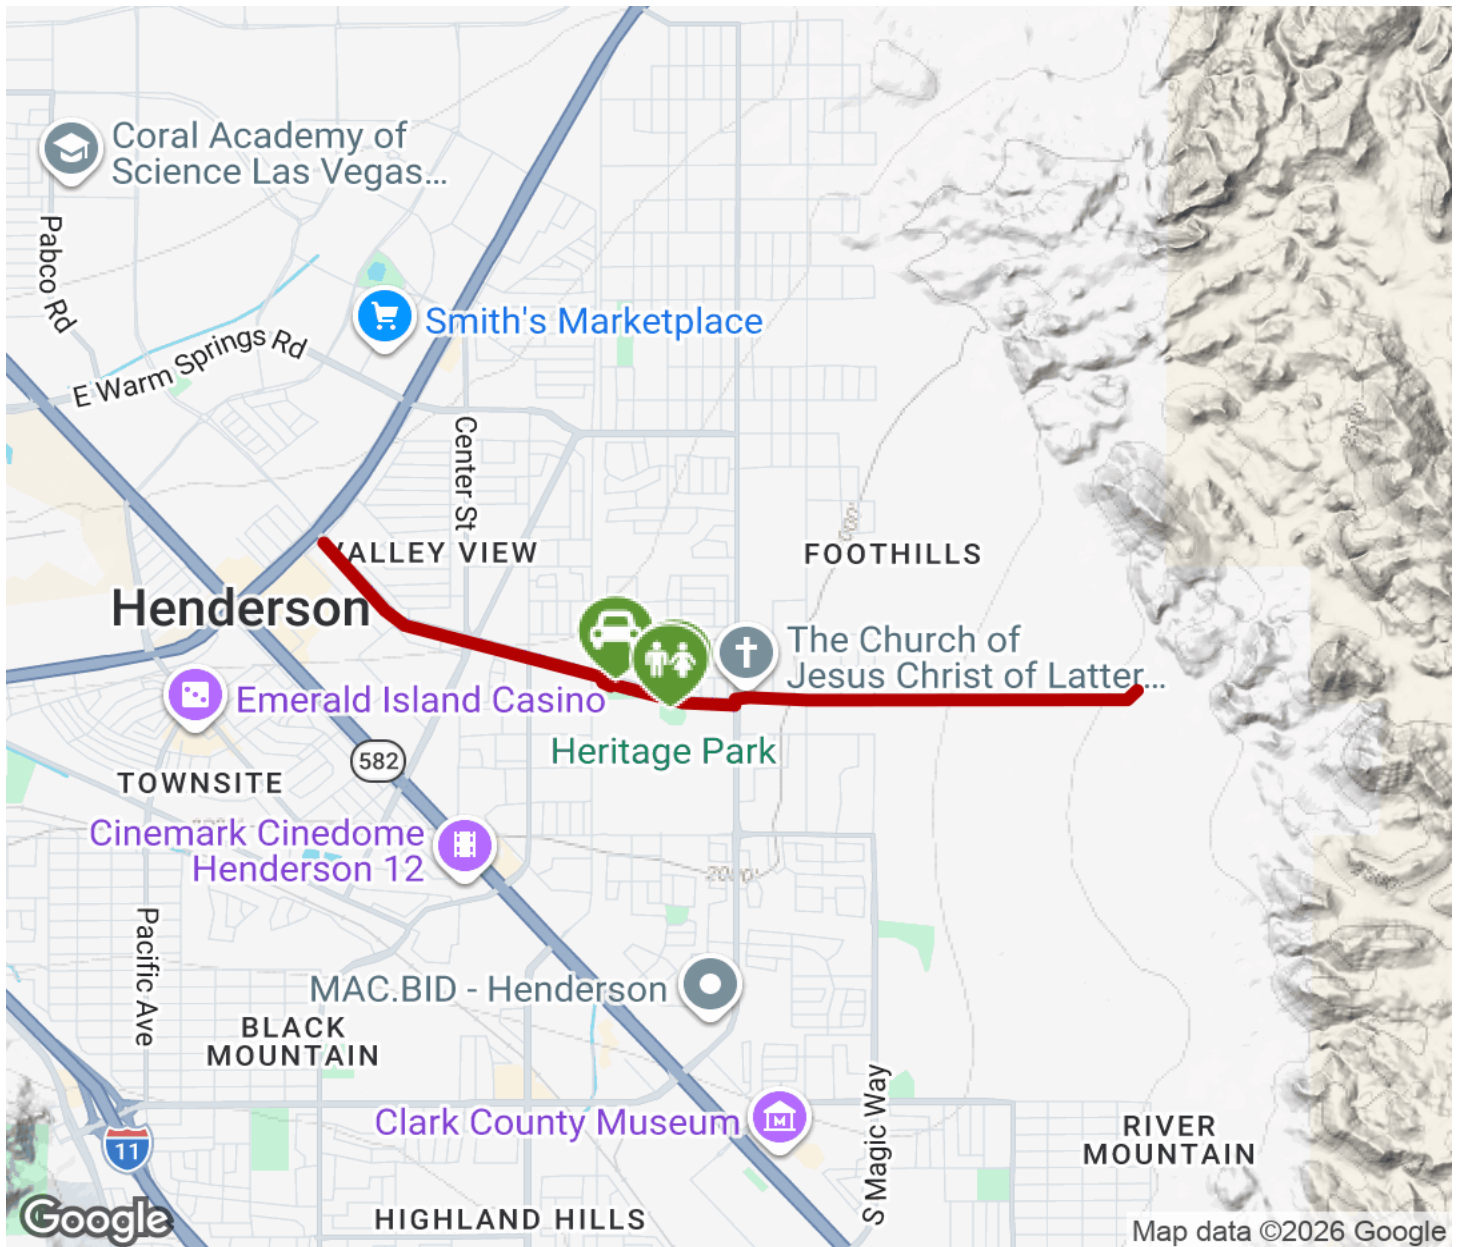 Coral Academy of
Science Las Vegas...
Pabco Rd
Smith's Marketplace
E Warm Springs Rd
Center St
VALLEY VIEW
FOOTHILLS
Henderson
The Church of
Jesus Christ of Latter...
Emerald Island Casino
Heritage Park
582
TOWNSITE
Cinemark Cinedome
Henderson 12
Pacific Ave
MAC.BID - Henderson
BLACK
MOUNTAIN
Clark County Museum
M
S Magic Way
RIVER
MOUNTAIN
11
HIGHLAND HILLS
Google
Map data ©2026 Google